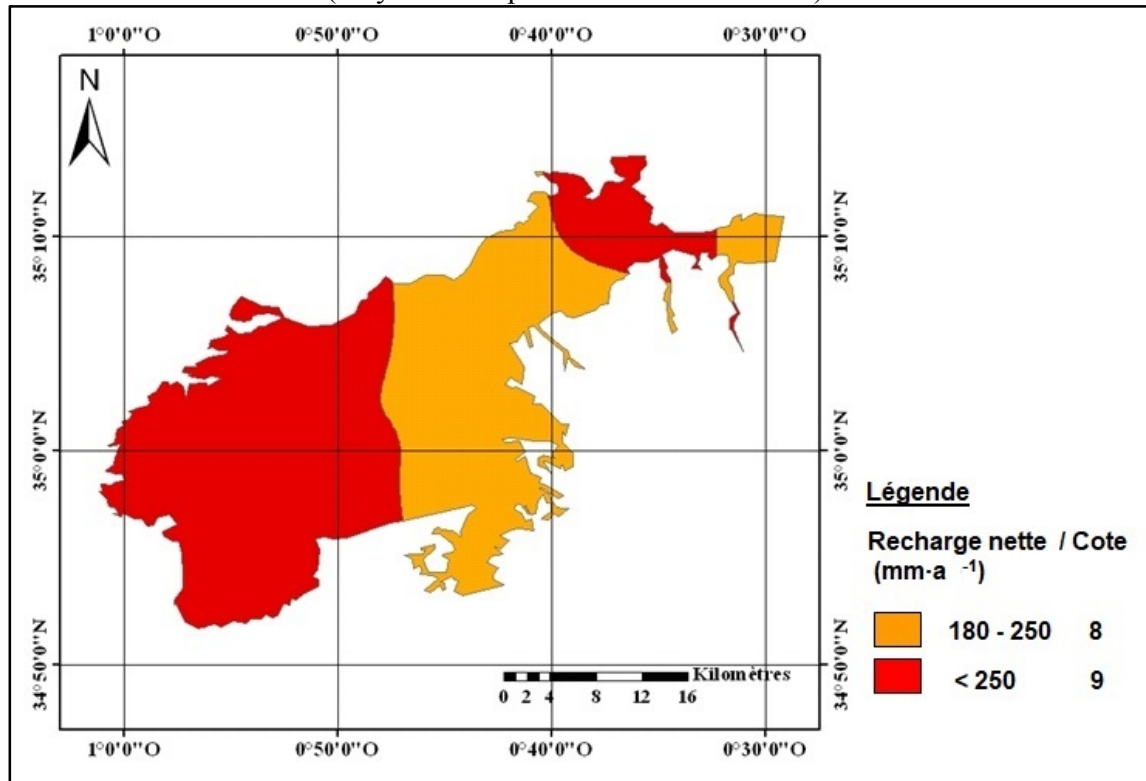 1°0'0"O 0°50'0"O 0°40'0"O 0°30'0"O
N
35°10'0"N 35°10'0"N
35°0'0"N 35°0'0"N
34°50'0"N 34°50'0"N
Légende
Recharge nette / Cote
(mm·a -1)
180 - 250 8
< 250 9
Kilomètres
0 2 4 8 12 16
1°0'0"O 0°50'0"O 0°40'0"O 0°30'0"O